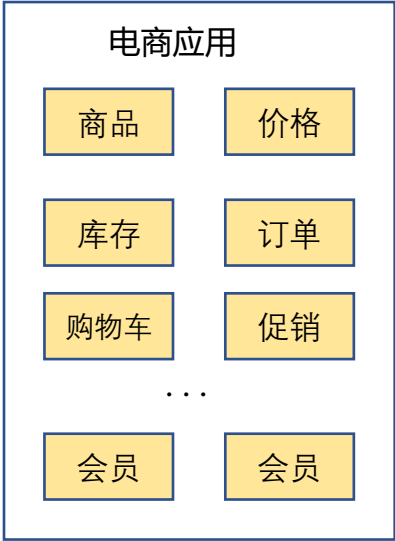 电商应用
商品 价格
库存 订单
购物车 促销
...
会员 会员